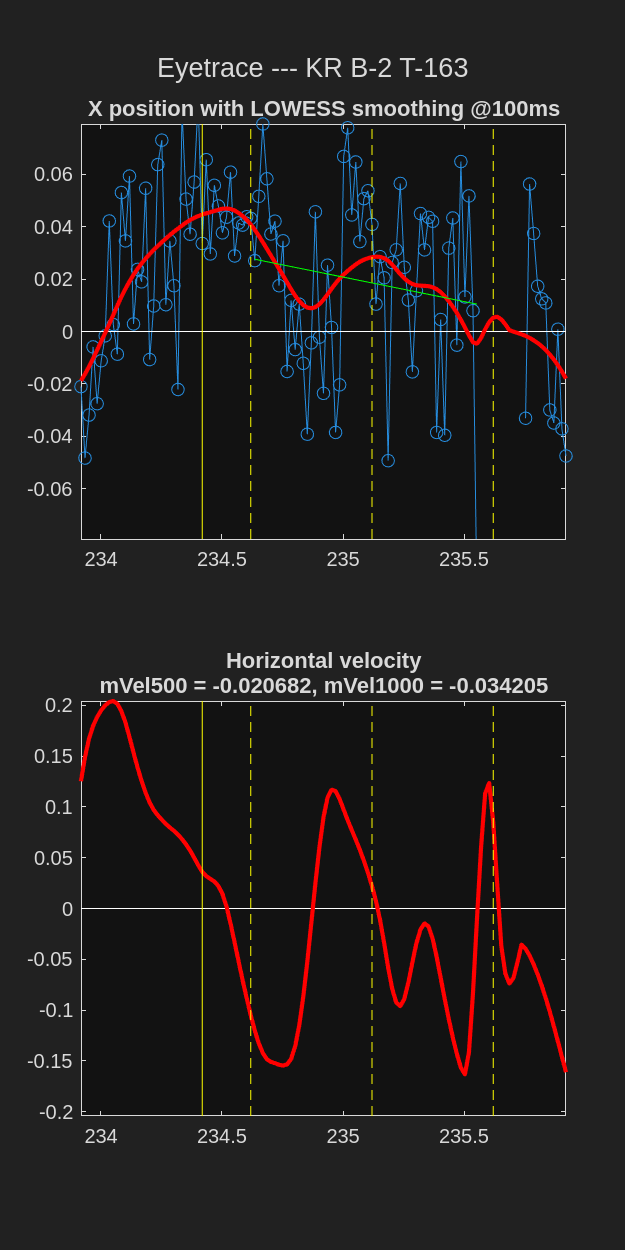 Eyetrace --- KR B-2 T-163
X position with LOWESS smoothing @100ms
0.06
0.04
0.02
0
-0.02
-0.04
-0.06
234 234.5 235 235.5
Horizontal velocity
mVel500 = -0.020682, mVel1000 = -0.034205
0.2
0.15
0.1
0.05
0
-0.05
-0.1
-0.15
-0.2
234 234.5 235 235.5